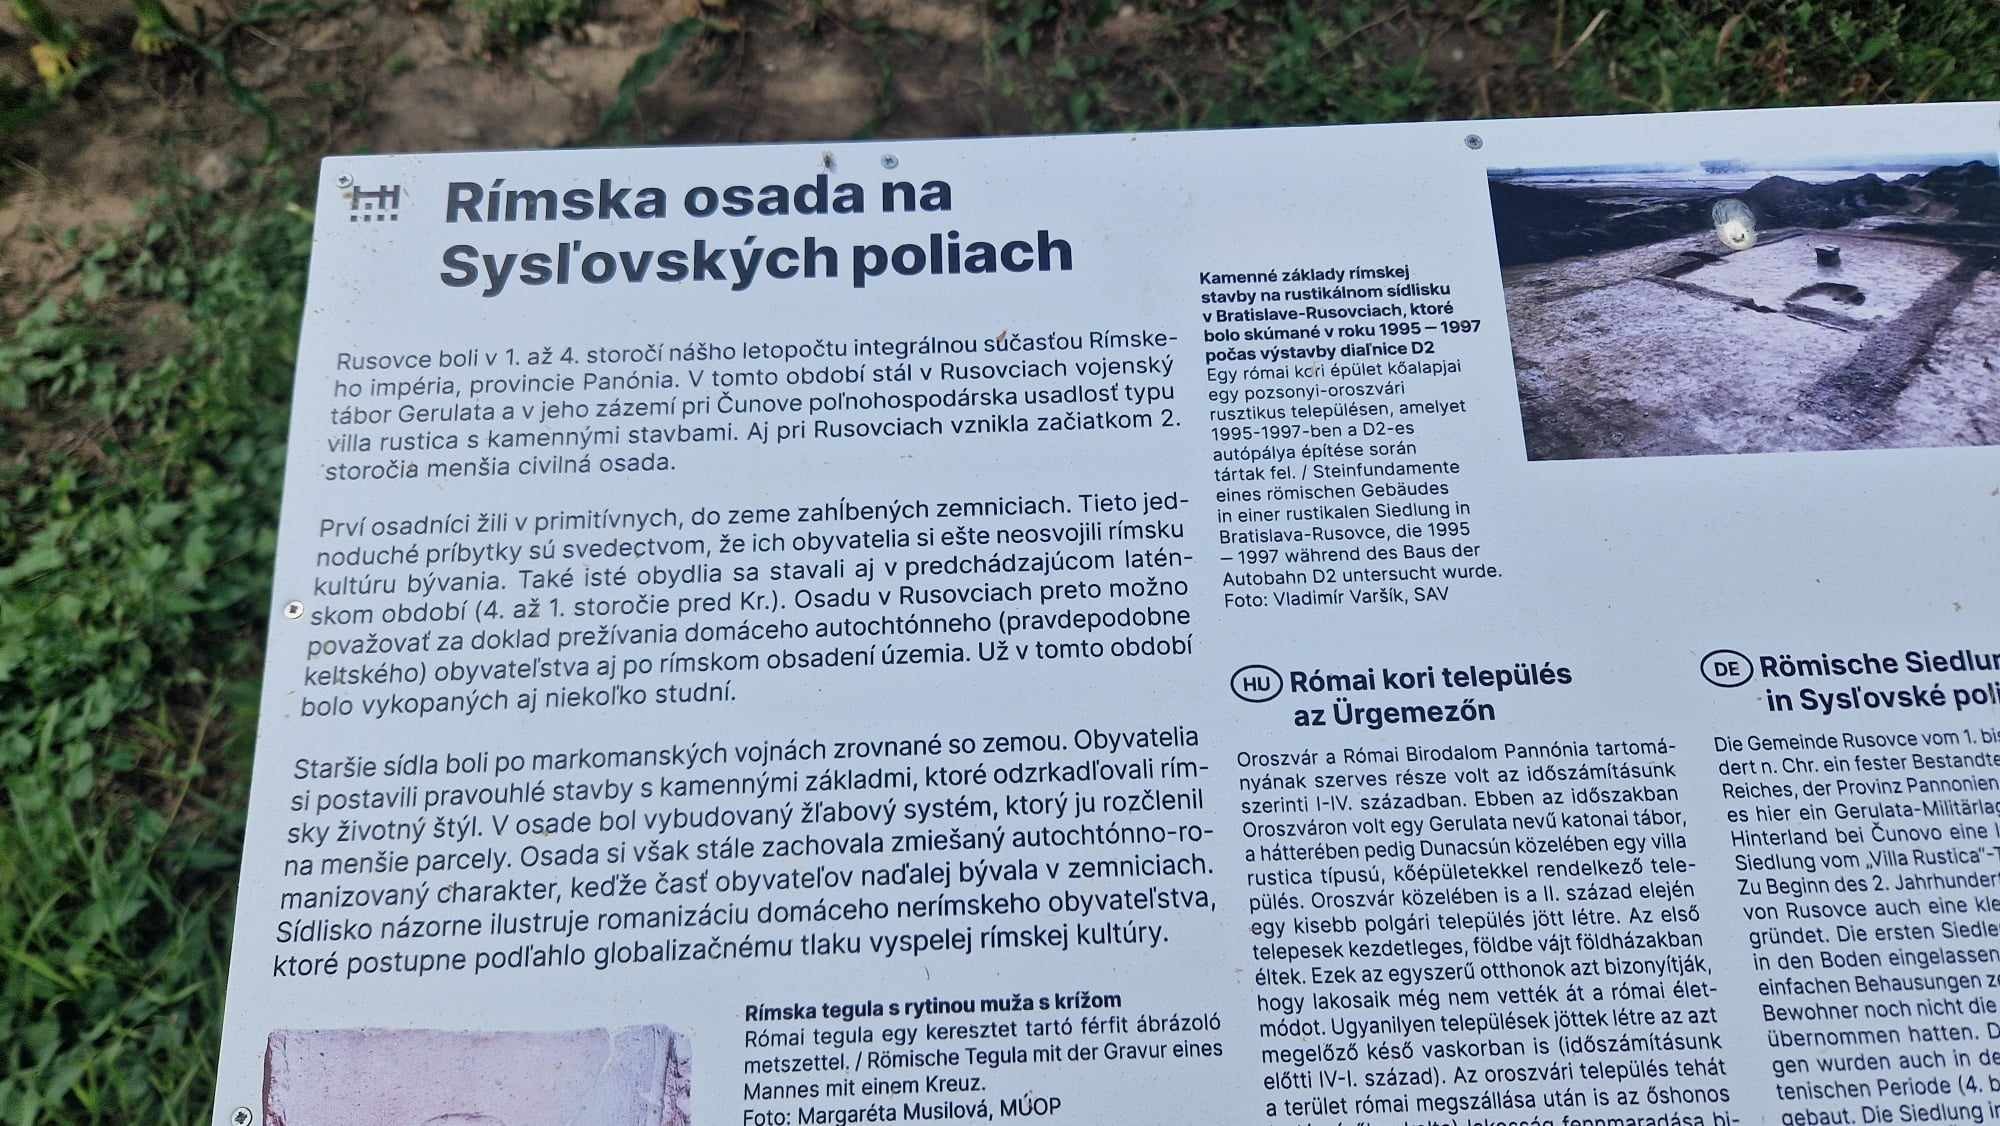 Rímska osada na
Sysľovských poliach
Rusovce boli v 1. až 4. storočí nášho letopočtu integrálnou súčasťou Rímske-
ho impéria, provincie Panónia. V tomto období stál v Rusovciach vojenský
tábor Gerulata a v jeho zázemí pri Čunove poľnohospodárska usadlosť typu
villa rustica s kamennými stavbami. Aj pri Rusovciach vznikla začiatkom 2.
storočia menšia civilná osada.
Prví osadníci žili v primitívnych, do zeme zahĺbených zemniciach. Tieto jed-
noduché príbytky sú svedectvom, že ich obyvatelia si ešte neosvojili rímsku
kultúru bývania. Také isté obydlia sa stavali aj v predchádzajúcom latén-
skom období (4. až 1. storočie pred Kr.). Osadu v Rusovciach preto možno
považovať za doklad prežívania domáceho autochtónneho (pravdepodobne
keltského) obyvateľstva aj po rímskom obsadení územia. Už v tomto období
bolo vykopaných aj niekoľko studní.
Staršie sídla boli po markomanských vojnách zrovnané so zemou. Obyvatelia
si postavili pravouhlé stavby s kamennými základmi, ktoré odzrkadľovali rím-
sky životný štýl. V osade bol vybudovaný žľabový systém, ktorý ju rozčlenil
na menšie parcely. Osada si však stále zachovala zmiešaný autochtónno-ro-
manizovaný charakter, keďže časť obyvateľov naďalej bývala v zemniciach.
Sídlisko názorne ilustruje romanizáciu domáceho nerímskeho obyvateľstva,
ktoré postupne podľahlo globalizačnému tlaku vyspelej rímskej kultúry.
Rímska tegula s rytinou muža s krížom
Római tegula egy keresztet tartó férfit ábrázoló
metszettel. / Römische Tegula mit der Gravur eines
Mannes mit einem Kreuz.
Foto: Margaréta Musilová, MÚOP
Kamenné základy rímskej
stavby na rustikálnom sídlisku
v Bratislave-Rusovciach, ktoré
bolo skúmané v roku 1995 – 1997
počas výstavby diaľnice D2
Egy római kori épület kőalapjai
egy pozsonyi-oroszvári
rusztikus településen, amelyet
1995-1997-ben a D2-es
autópálya építése során
tártak fel. / Steinfundamente
eines römischen Gebäudes
in einer rustikalen Siedlung in
Bratislava-Rusovce, die 1995
– 1997 während des Baus der
Autobahn D2 untersucht wurde.
Foto: Vladimír Varšík, SAV
HU Római kori település
az Ürgemezőn
Oroszvár a Római Birodalom Pannónia tartomá-
nyának szerves része volt az időszámításunk
szerinti I-IV. században. Ebben az időszakban
Oroszváron volt egy Gerulata nevű katonai tábor,
a hátterében pedig Dunacsún közelében egy villa
rustica típusú, kőépületekkel rendelkező tele-
pülés. Oroszvár közelében is a II. század elején
egy kisebb polgári település jött létre. Az első
telepesek kezdetleges, földbe vájt földházakban
éltek. Ezek az egyszerű otthonok azt bizonyítják,
hogy lakosaik még nem vették át a római élet-
módot. Ugyanilyen települések jöttek létre az azt
megelőző késő vaskorban is (időszámításunk
előtti IV-I. század). Az oroszvári település tehát
a terület római megszállása után is az őshonos
lakosság fennmaradása bi-
DE Römische Siedlun
in Sysľovské poli
Die Gemeinde Rusovce vom 1. bis
dert n. Chr. ein fester Bestandte
Reiches, der Provinz Pannonien
es hier ein Gerulata-Militärlag
Hinterland bei Čunovo eine l
Siedlung vom „Villa Rustica"-T
Zu Beginn des 2. Jahrhundert
von Rusovce auch eine kle
gründet. Die ersten Siedle
in den Boden eingelassen
einfachen Behausungen ze
Bewohner noch nicht die
übernommen hatten. D
gen wurden auch in de
tenischen Periode (4. b
gebaut. Die Siedlung in